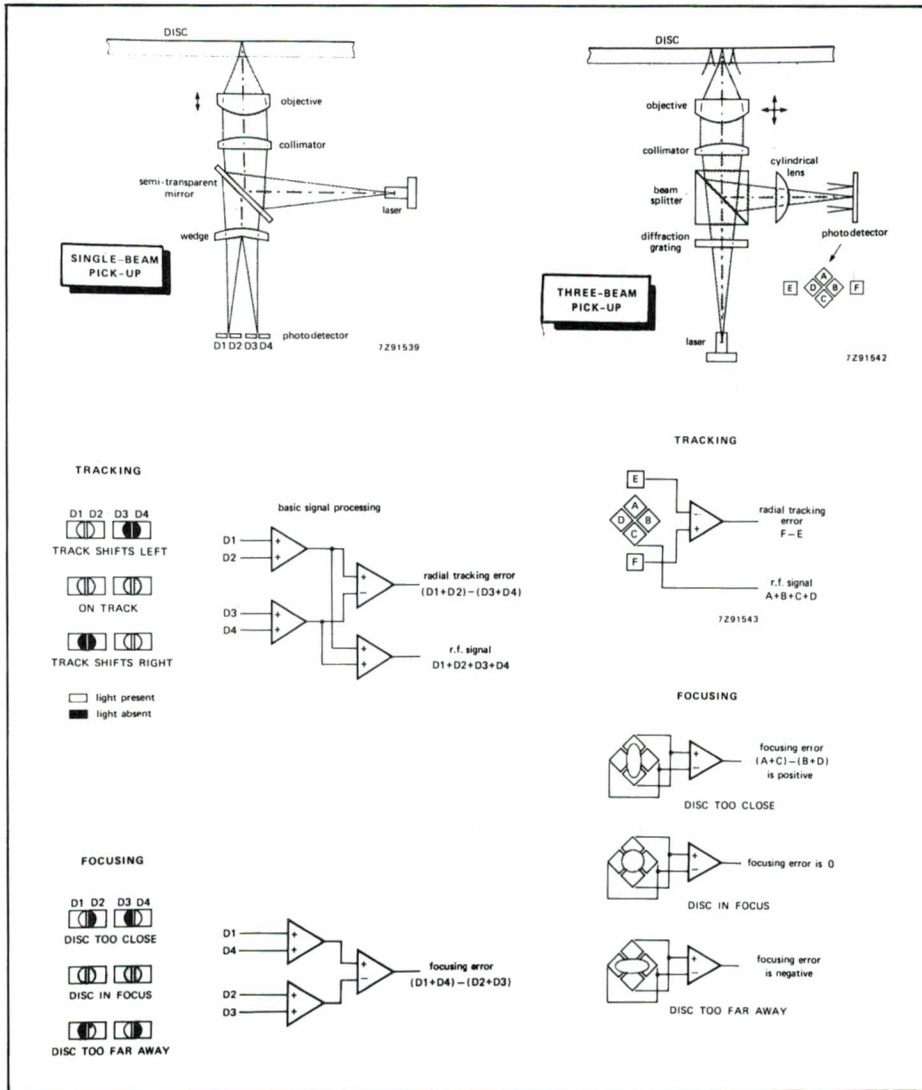 DISC
objective
collimator
semi-transparent
mirror
laser
wedge
SINGLE-BEAM
PICK-UP
photodetector
D1 D2 D3 D4
7Z91539
DISC
objective
collimator
cylindrical
lens
beam
splitter
photodetector
diffraction
grating
A
E D B F
C
THREE-BEAM
PICK-UP
laser
7Z91542
TRACKING
D1 D2 D3 D4
TRACK SHIFTS LEFT
ON TRACK
TRACK SHIFTS RIGHT
light present
light absent
basic signal processing
D1
+
D2
+
D3
+
D4
+
+
−
radial tracking error
(D1+D2)−(D3+D4)
+
+
r.f. signal
D1+D2+D3+D4
TRACKING
E
A
D B
C
F
−
+
radial tracking
error
F−E
r.f. signal
A+B+C+D
7Z91543
FOCUSING
+
−
focusing error
(A+C)−(B+D)
is positive
DISC TOO CLOSE
+
−
focusing error is 0
DISC IN FOCUS
+
−
focusing error
is negative
DISC TOO FAR AWAY
FOCUSING
D1 D2 D3 D4
DISC TOO CLOSE
DISC IN FOCUS
DISC TOO FAR AWAY
D1
+
D4
+
D2
+
D3
+
+
−
focusing error
(D1+D4)−(D2+D3)